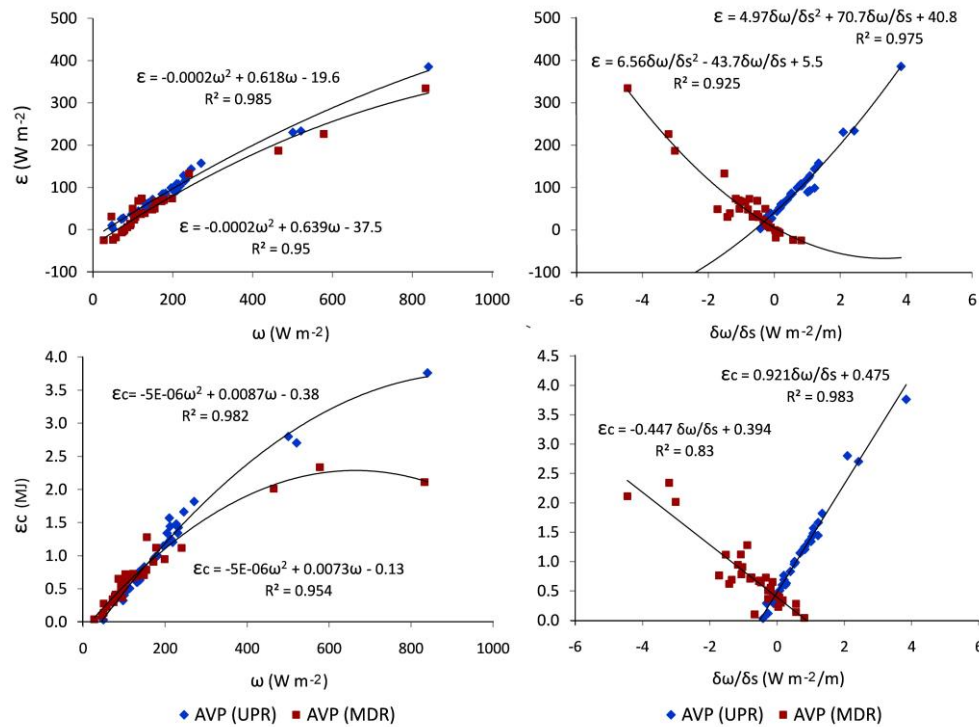 500
400
300
200
100
0
-100
ε (W m-2)
ε = -0.0002ω2 + 0.618ω - 19.6
R² = 0.985
ε = -0.0002ω2 + 0.639ω - 37.5
R² = 0.95
0 200 400 600 800 1000
ω (W m-2)
500
400
300
200
100
0
-100
ε = 4.97δω/δs2 + 70.7δω/δs + 40.8
R² = 0.975
ε = 6.56δω/δs2 - 43.7δω/δs + 5.5
R² = 0.925
-6 -4 -2 0 2 4 6
δω/δs (W m-2/m)
4.0
3.5
3.0
2.5
2.0
1.5
1.0
0.5
0.0
εc (MJ)
εc= -5E-06ω2 + 0.0087ω - 0.38
R² = 0.982
εc = -5E-06ω2 + 0.0073ω - 0.13
R² = 0.954
0 200 400 600 800 1000
ω (W m-2)
4.5
4.0
3.5
3.0
2.5
2.0
1.5
1.0
0.5
0.0
εc = 0.921δω/δs + 0.475
R² = 0.983
εc = -0.447 δω/δs + 0.394
R² = 0.83
-6 -4 -2 0 2 4 6
δω/δs (W m-2/m)
AVP (UPR) AVP (MDR)
AVP (UPR) AVP (MDR)